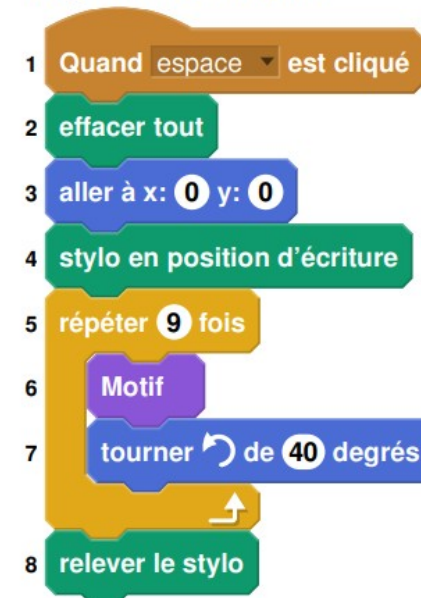 1 Quand espace est cliqué
2 effacer tout
3 aller à x: 0 y: 0
4 stylo en position d'écriture
5 répéter 9 fois
6 Motif
7 tourner de 40 degrés
8 relever le stylo